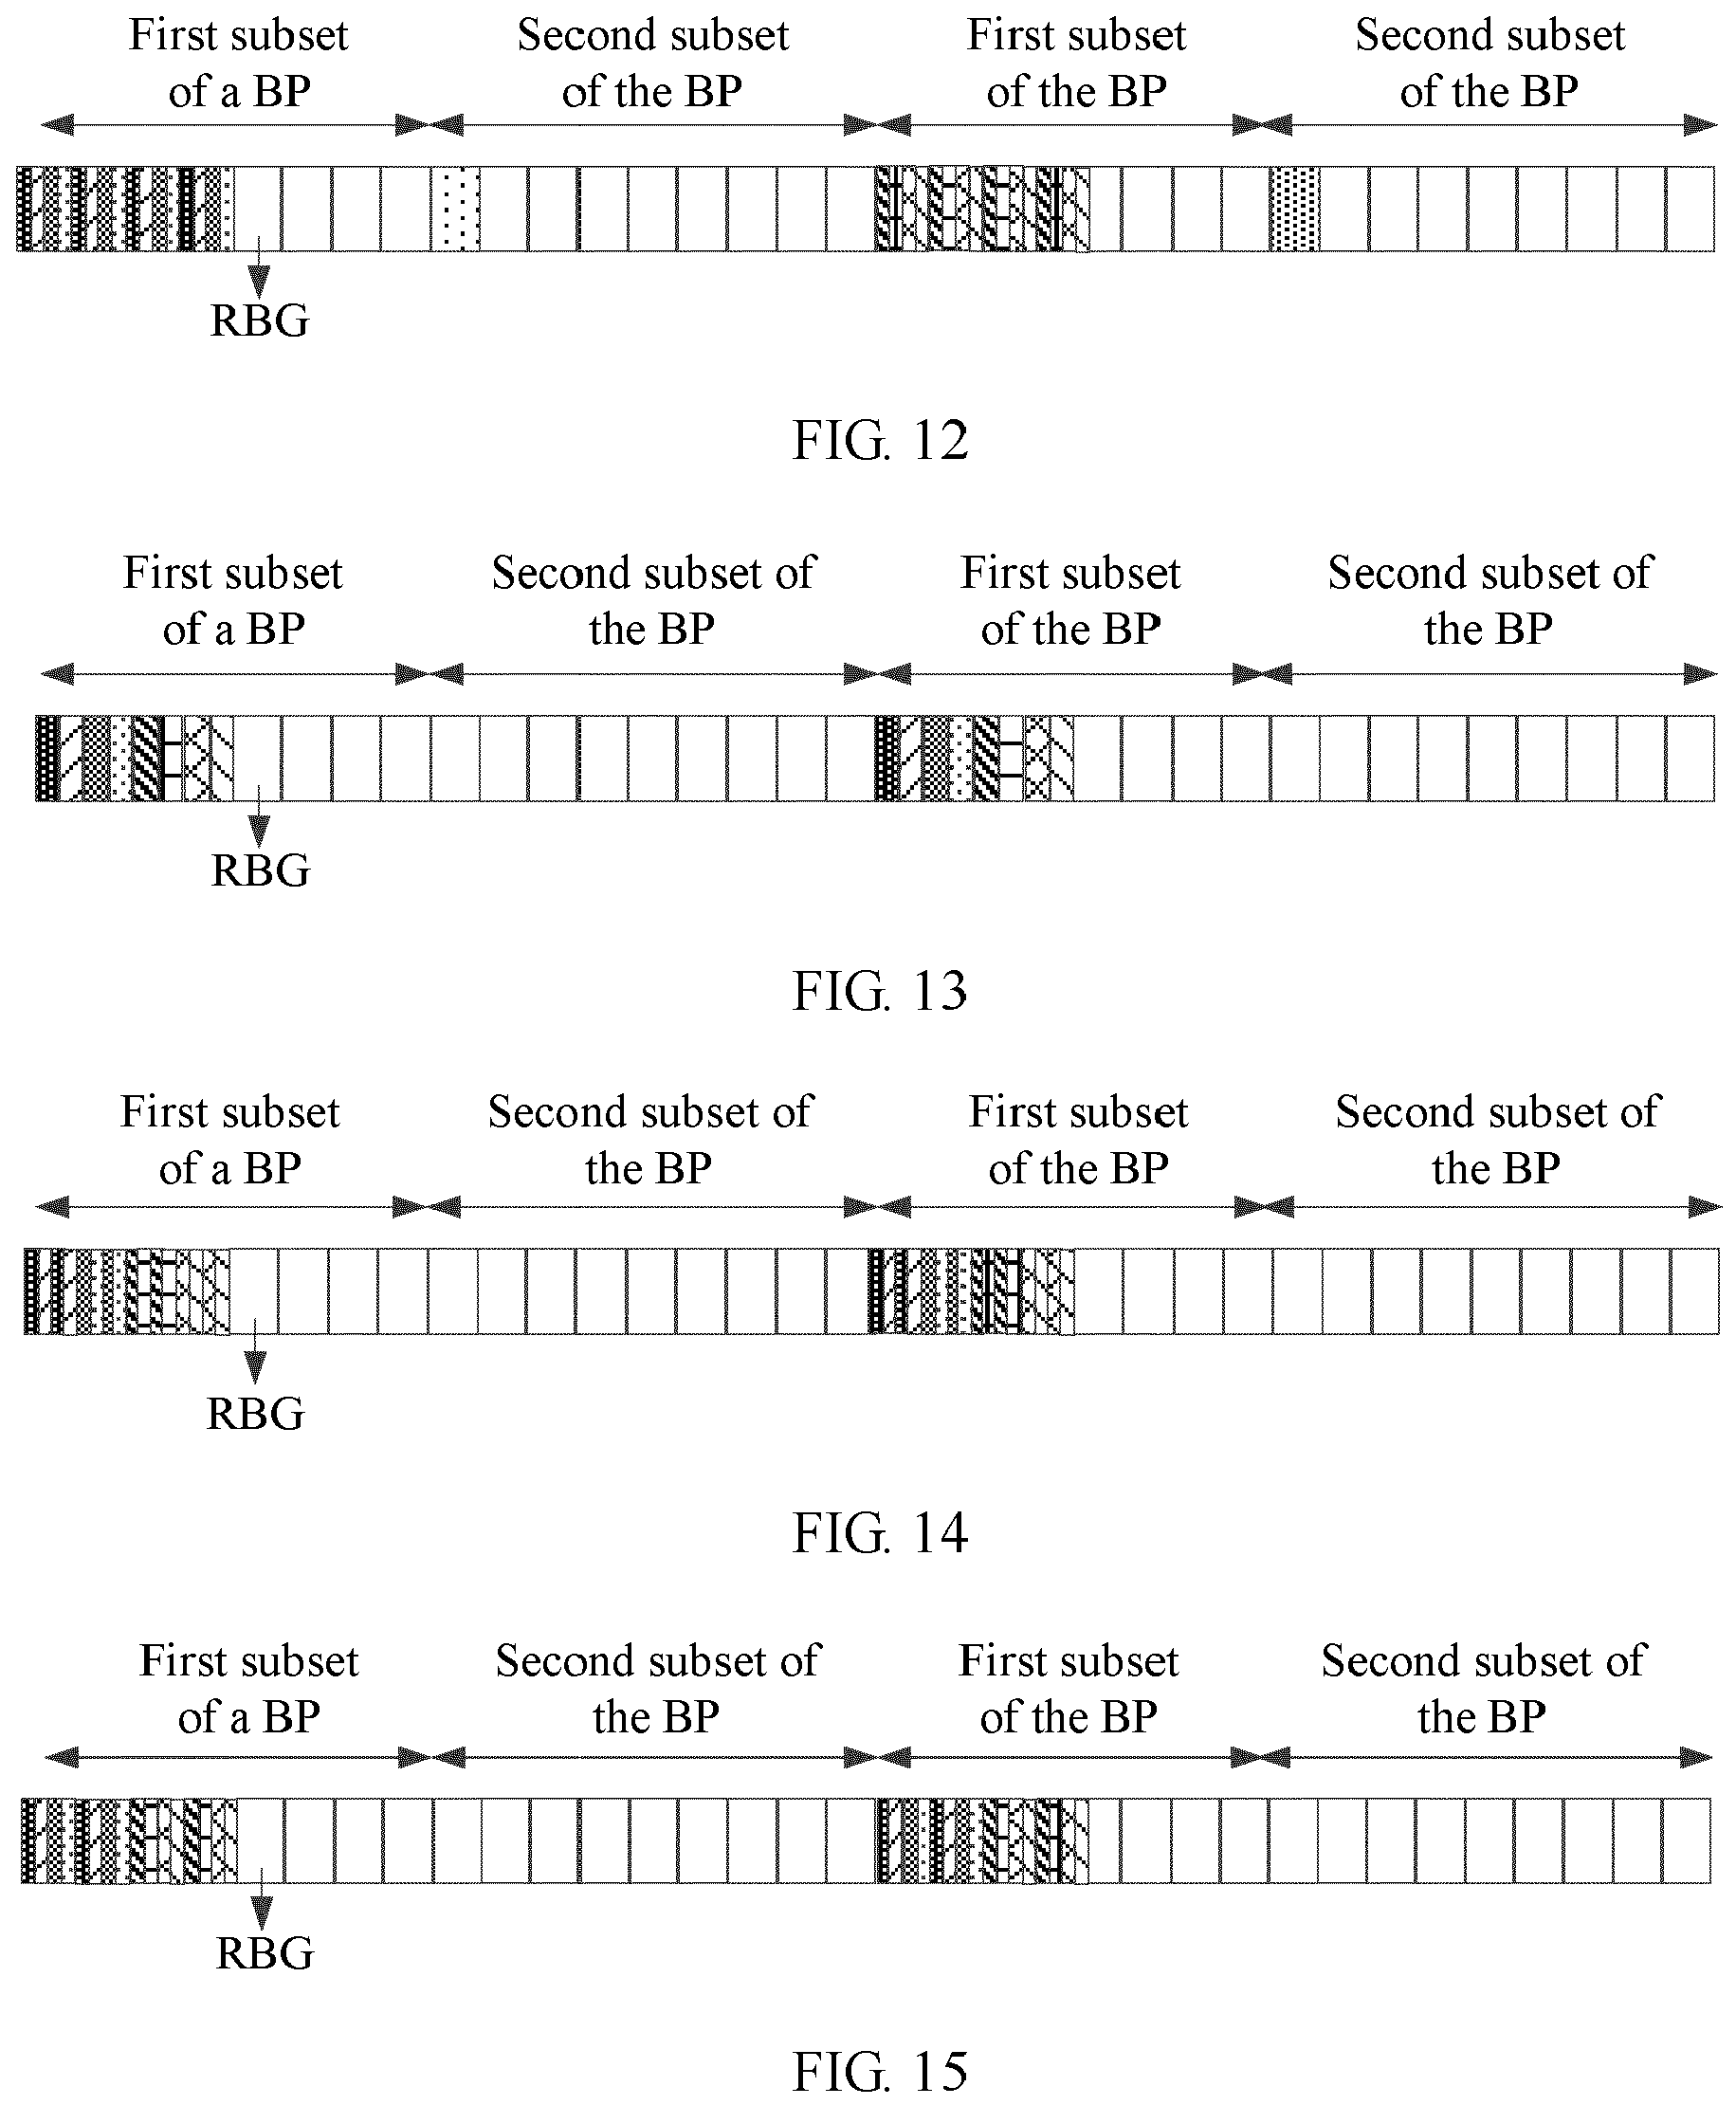 First subset of a BP
Second subset of the BP
First subset of the BP
Second subset of the BP
RBG
FIG. 12
First subset of a BP
Second subset of the BP
First subset of the BP
Second subset of the BP
RBG
FIG. 13
First subset of a BP
Second subset of the BP
First subset of the BP
Second subset of the BP
RBG
FIG. 14
First subset of a BP
Second subset of the BP
First subset of the BP
Second subset of the BP
RBG
FIG. 15